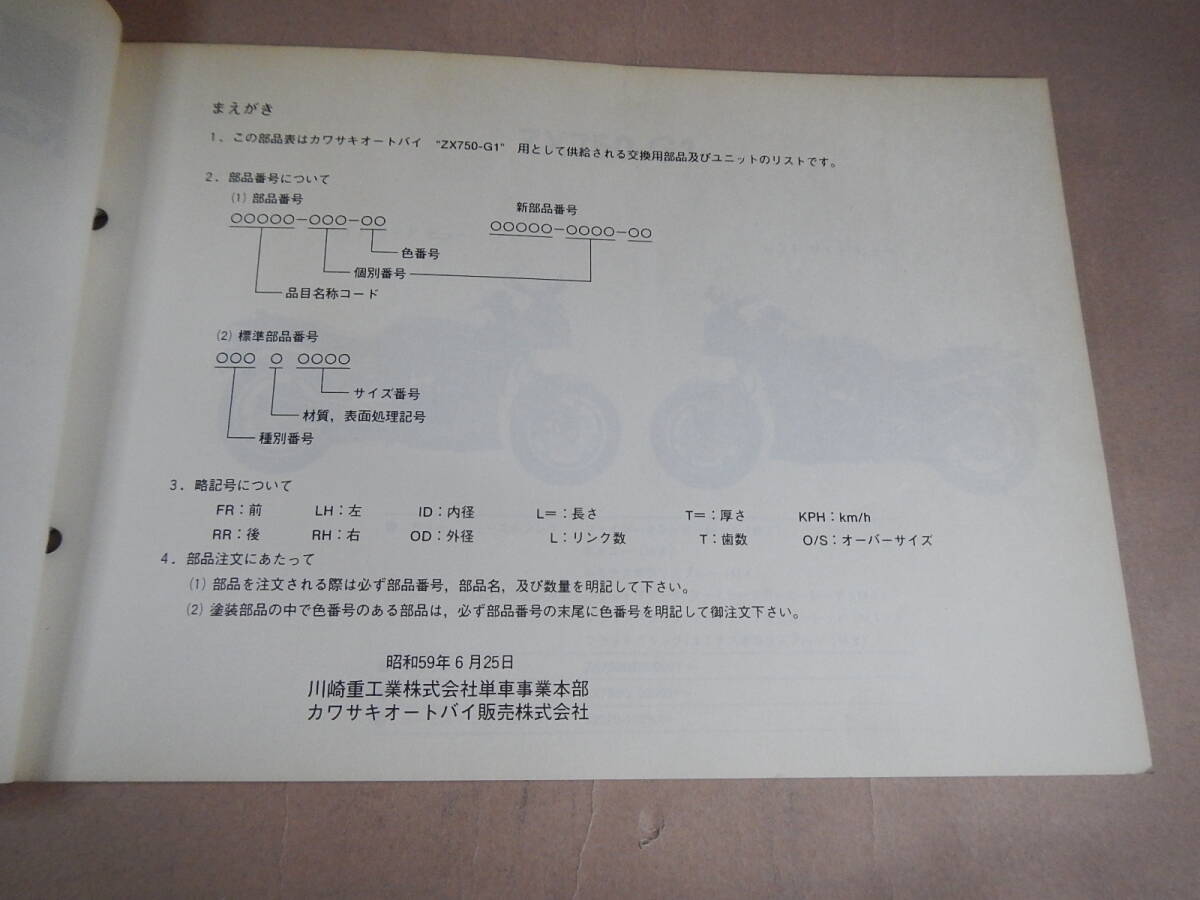 まえがき
1．この部品表はカワサキオートバイ “ZX750-G1” 用として供給される交換用部品及びユニットのリストです。
2．部品番号について
(1) 部品番号
新部品番号
○○○○○－○○○－○○
○○○○○－○○○○－○○
色番号
個別番号
品目名称コード
(2) 標準部品番号
○○○ ○ ○○○○
サイズ番号
材質，表面処理記号
種別番号
3．略記号について
FR：前 LH：左 ID：内径 L＝：長さ T＝：厚さ KPH：km/h
RR：後 RH：右 OD：外径 L：リンク数 T：歯数 O/S：オーバーサイズ
4．部品注文にあたって
(1) 部品を注文される際は必ず部品番号，部品名，及び数量を明記して下さい。
(2) 塗装部品の中で色番号のある部品は，必ず部品番号の末尾に色番号を明記して御注文下さい。
昭和59年6月25日
川崎重工業株式会社単車事業本部
カワサキオートバイ販売株式会社